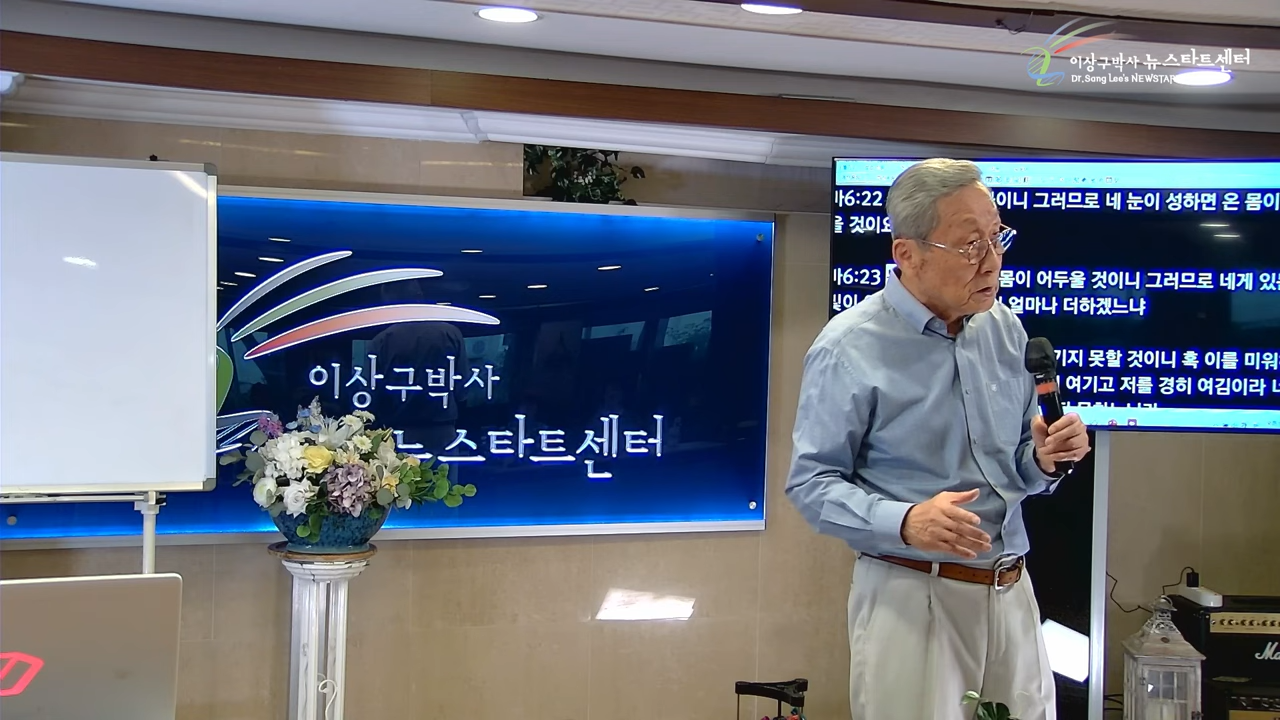 이상구박사 뉴스타트센터
Dr.Sang Lee's NEWSTA
이상구박사
뉴스타트센터
마6:22 이니 그러므로 네 눈이 성하면 온 몸이
것이요
마6:23 몸이 어두울 것이니 그러므로 네게 있는
얼마나 더하겠느냐
기지 못할 것이니 혹 이를 미워
여기고 저를 경히 여김이라